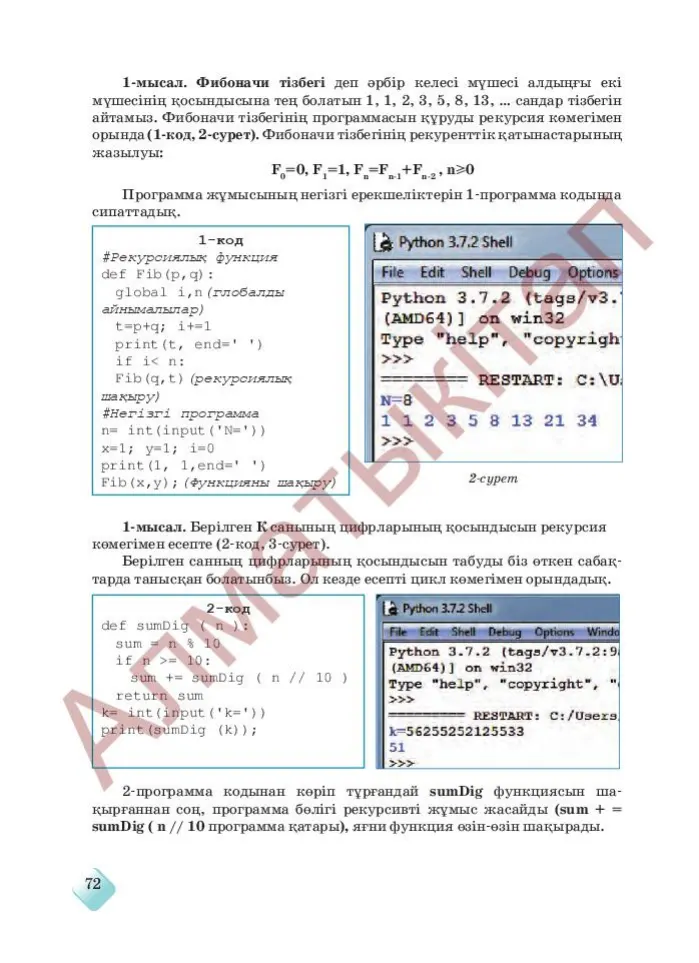 1-мысал. Фибоначи тізбегі деп әрбір келесі мүшесі алдыңғы екі
мүшесінің қосындысына тең болатын 1, 1, 2, 3, 5, 8, 13, ... сандар тізбегін
айтамыз. Фибоначи тізбегінің программасын құруды рекурсия көмегімен
орында (1-код, 2-сурет). Фибоначи тізбегінің рекуренттік қатынастарының
жазылуы:
F0=0, F1=1, Fn=Fn-1+Fn-2 , n⩾0
Программа жұмысының негізгі ерекшеліктерін 1-программа кодында
сипаттадық.
1-код
#Рекурсиялық функция
def Fib(p,q):
global i,n(глобалды
айнымалылар)
t=p+q; i+=1
print(t, end=' ')
if i< n:
Fib(q,t)(рекурсиялық
шақыру)
#Негізгі программа
n= int(input('N='))
x=1; y=1; i=0
print(1, 1,end=' ')
Fib(x,y);(Функцияны шақыру)
Python 3.7.2 Shell
File Edit Shell Debug Options
Python 3.7.2 (tags/v3.
(AMD64)] on win32
Type "help", "copyrigh
>>>
======== RESTART: C:\U
N=8
1 1 2 3 5 8 13 21 34
>>>
2-сурет
1-мысал. Берілген K санының цифрларының қосындысын рекурсия
көмегімен есепте (2-код, 3-сурет).
Берілген санның цифрларының қосындысын табуды біз өткен сабақ-
тарда танысқан болатынбыз. Ол кезде есепті цикл көмегімен орындадық.
2-код
def sumDig ( n ):
sum = n % 10
if n >= 10:
sum += sumDig ( n // 10 )
return sum
k= int(input('k='))
print(sumDig (k));
Python 3.7.2 Shell
File Edit Shell Debug Options Windo
Python 3.7.2 (tags/v3.7.2:9
(AMD64)] on win32
Type "help", "copyright", "
>>>
========= RESTART: C:/Users
k=56255252125533
51
>>>
2-программа кодынан көріп тұрғандай sumDig функциясын ша-
қырғаннан соң, программа бөлігі рекурсивті жұмыс жасайды (sum + =
sumDig ( n // 10 программа қатары), яғни функция өзін-өзін шақырады.
72
Алматыкітап